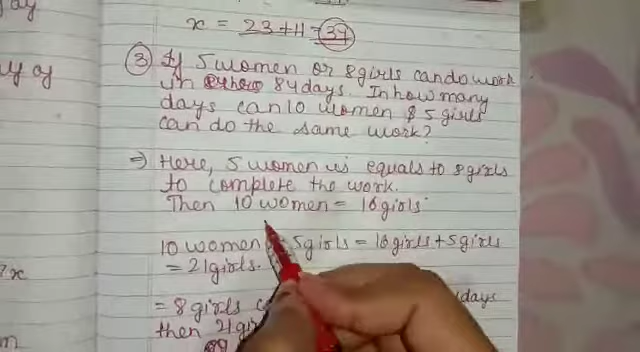 ay
y of
x = 23+11 = 34
③ If 5 women or 8 girls can do work
in 84 days. In how many
days can 10 women & 5 girls
can do the same work?
⇒ Here, 5 women is equals to 8 girls
to complete the work.
Then 10 women = 16 girls
10 women 5 girls = 16 girls + 5 girls
= 21 girls.
= 8 girls days
then 21
x
m